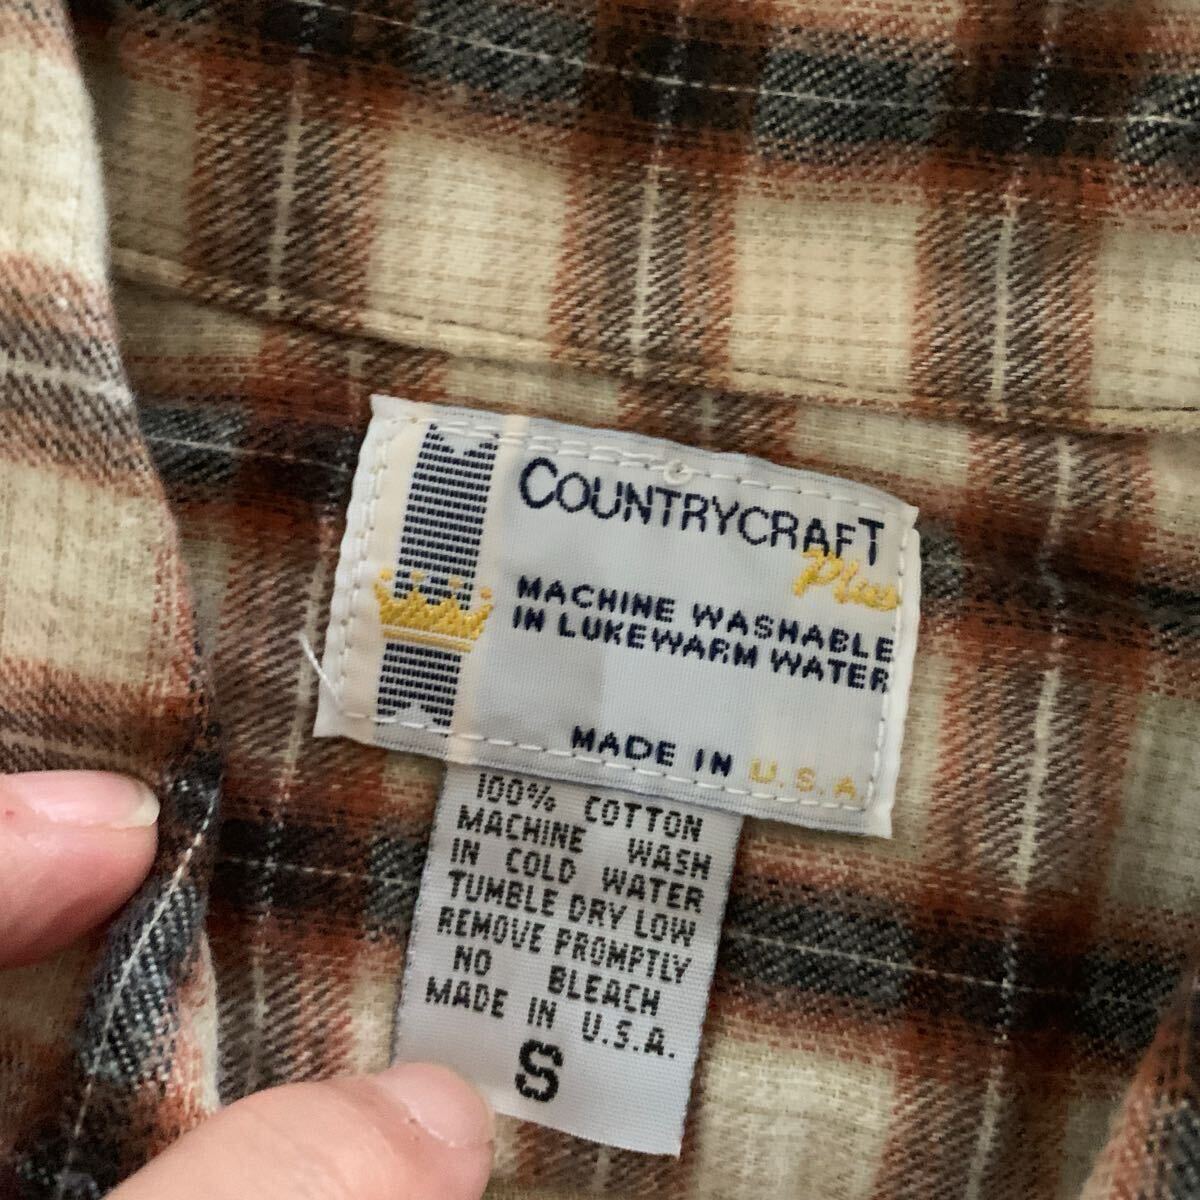 COUNTRYCRAFT
Plus
MACHINE WASHABLE
IN LUKEWARM WATER
MADE IN U.S.A.
100% COTTON
MACHINE WASH
IN COLD WATER
TUMBLE DRY LOW
REMOVE PROMPTLY
NO BLEACH
MADE IN U.S.A.
S